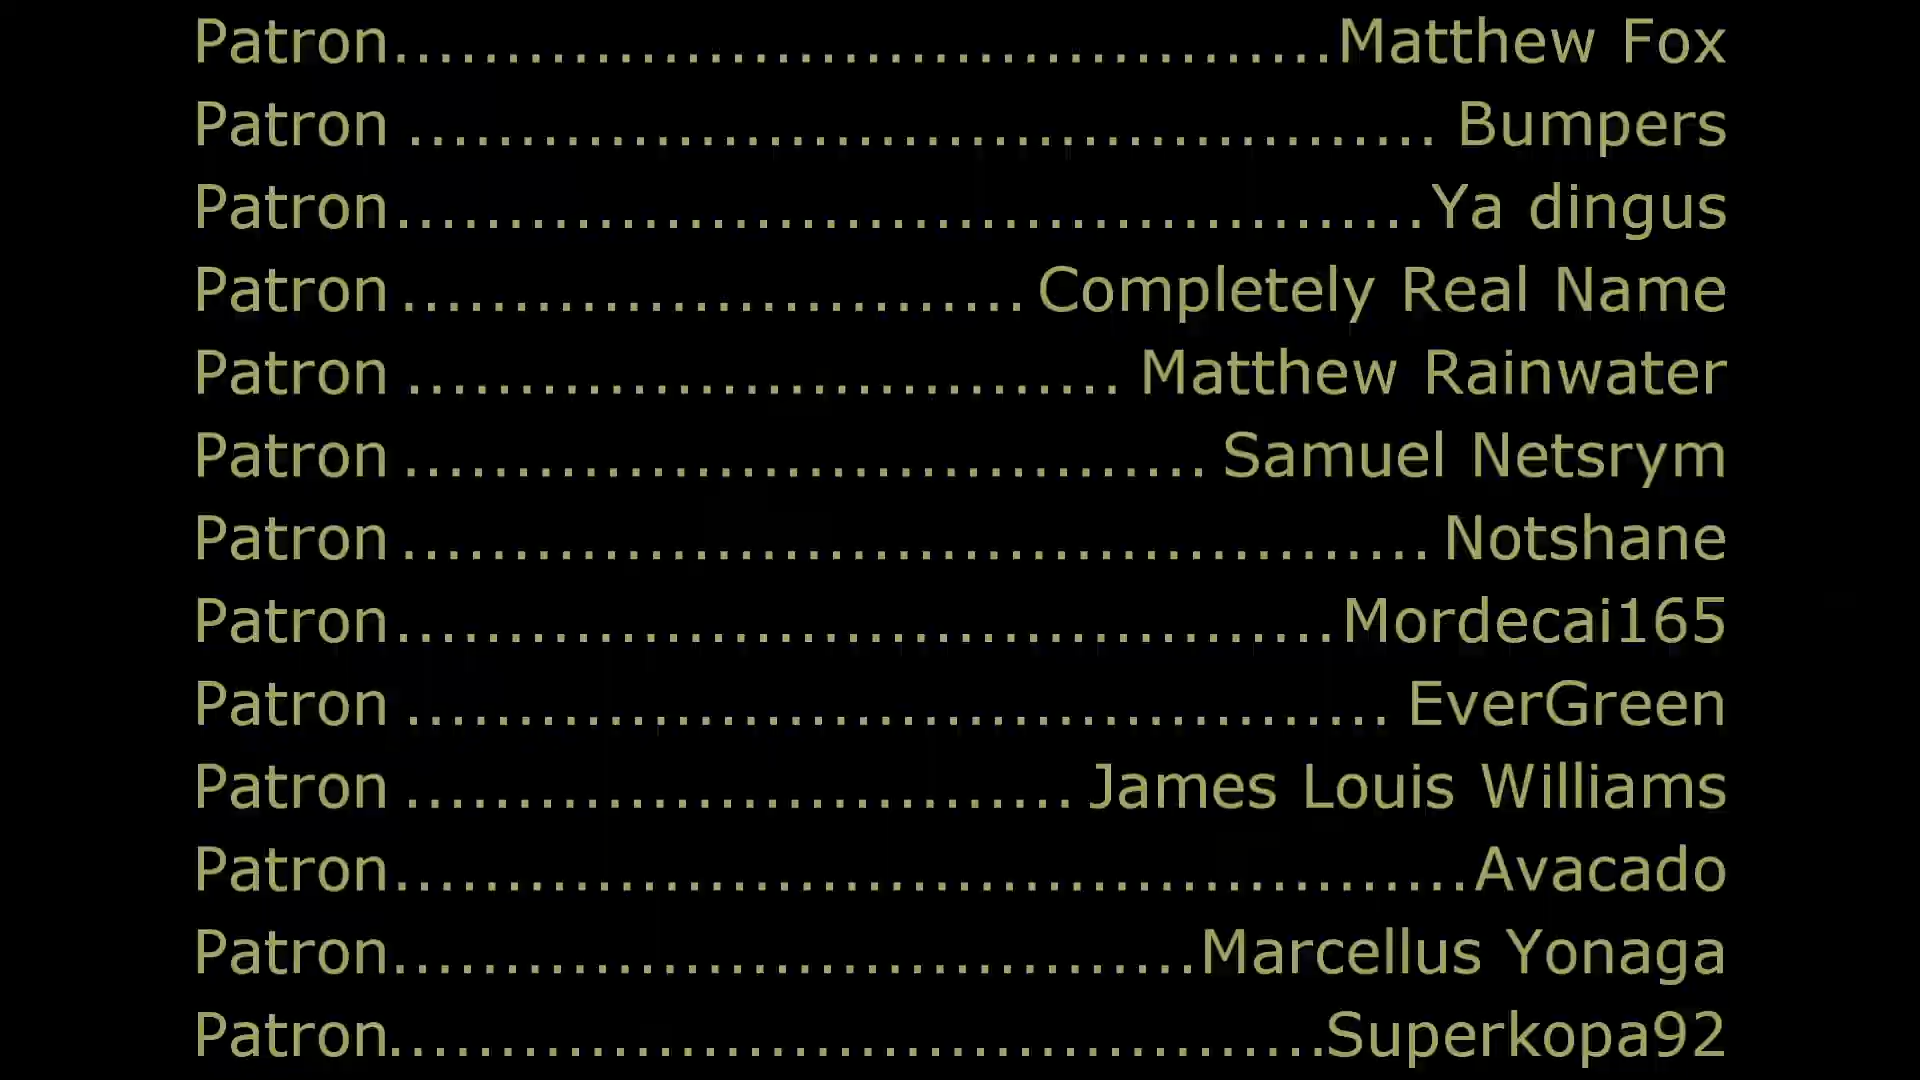 Patron..........................................Matthew Fox
Patron .............................................. Bumpers
Patron..............................................Ya dingus
Patron ............................ Completely Real Name
Patron ................................ Matthew Rainwater
Patron .................................... Samuel Netsrym
Patron .............................................. Notshane
Patron..........................................Mordecai165
Patron ............................................ EverGreen
Patron .............................. James Louis Williams
Patron................................................Avacado
Patron....................................Marcellus Yonaga
Patron..........................................Superkopa92